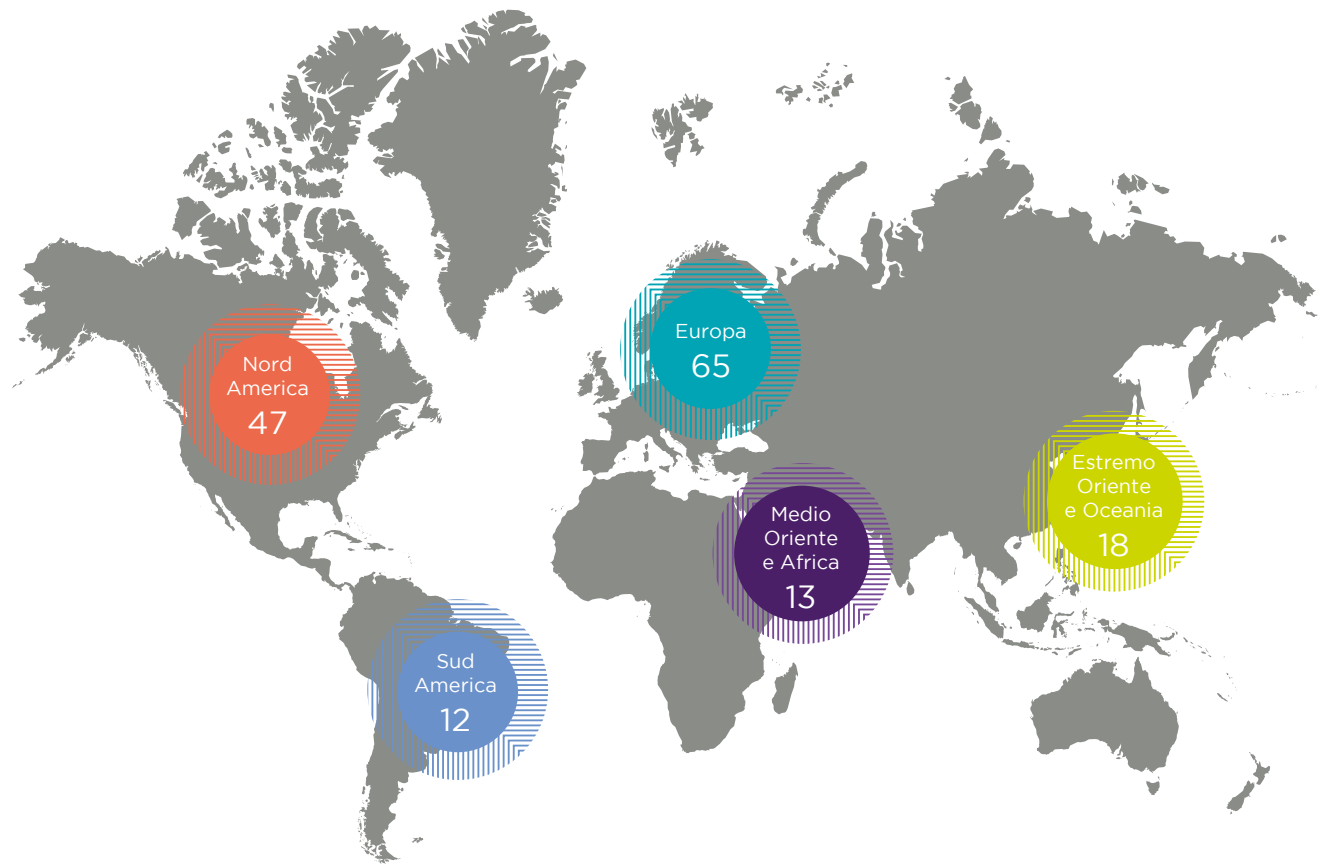 Europa
65
Nord
America
47
Estremo
Oriente
e Oceania
18
Medio
Oriente
e Africa
13
Sud
America
12